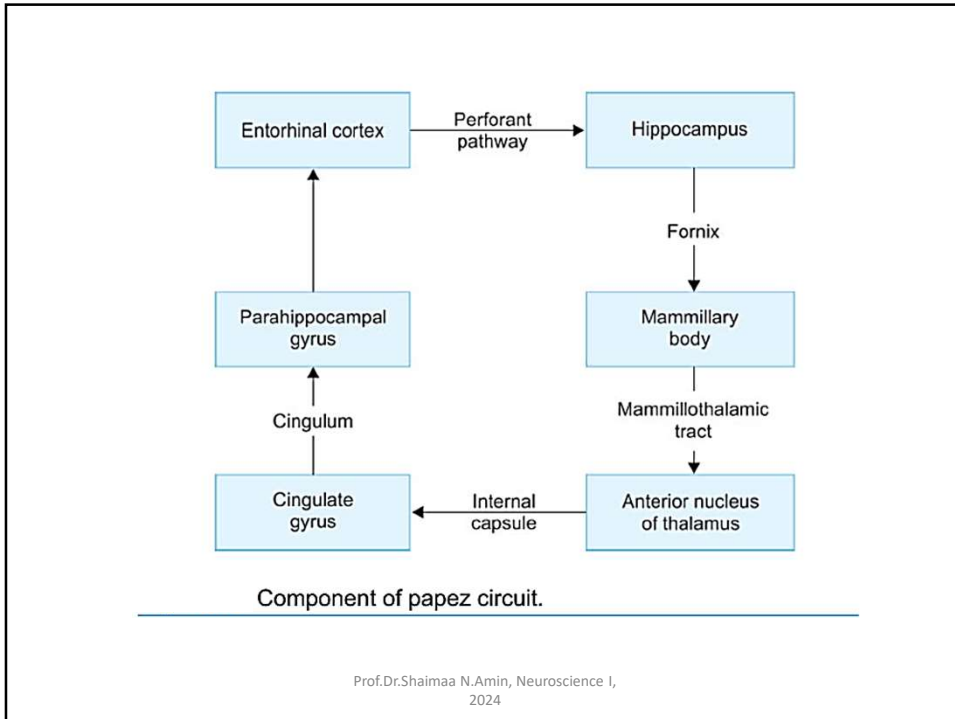 Entorhinal cortex
Perforant
pathway
Hippocampus
Fornix
Parahippocampal
gyrus
Mammillary
body
Cingulum
Mammillothalamic
tract
Cingulate
gyrus
Internal
capsule
Anterior nucleus
of thalamus
Component of papez circuit.
Prof.Dr.Shaimaa N.Amin, Neuroscience I,
2024